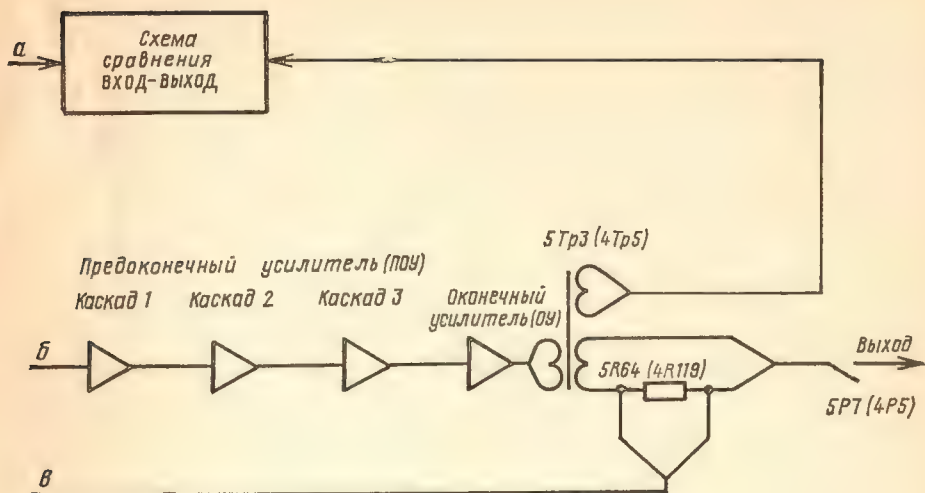 а
Схема
сравнения
ВХОД-ВЫХОД
5Тр3 (4Тр5)
Предоконечный усилитель (ПОУ)
Каскад 1 Каскад 2 Каскад 3
Оконечный
усилитель (ОУ)
б
5R64 (4R119)
Выход
5Р7 (4Р5)
в